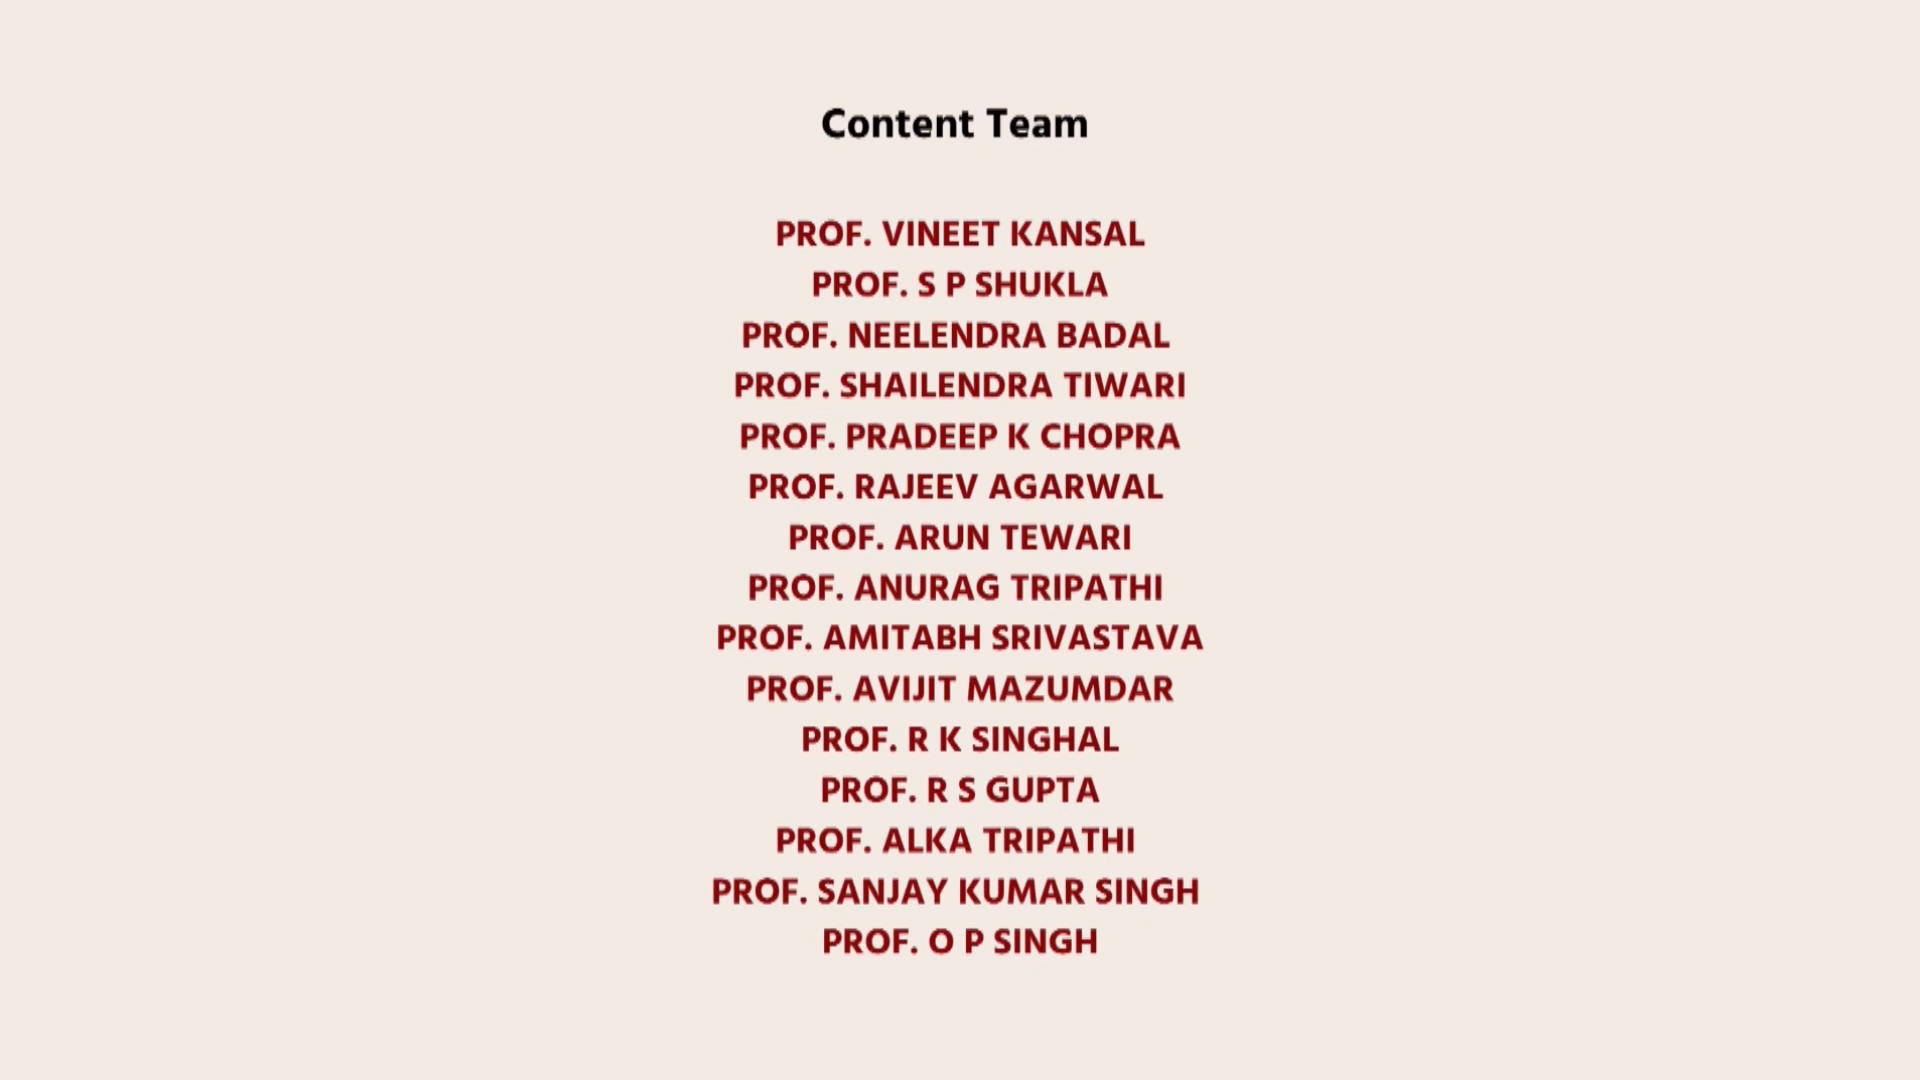 Content Team
PROF. VINEET KANSAL
PROF. S P SHUKLA
PROF. NEELENDRA BADAL
PROF. SHAILENDRA TIWARI
PROF. PRADEEP K CHOPRA
PROF. RAJEEV AGARWAL
PROF. ARUN TEWARI
PROF. ANURAG TRIPATHI
PROF. AMITABH SRIVASTAVA
PROF. AVIJIT MAZUMDAR
PROF. R K SINGHAL
PROF. R S GUPTA
PROF. ALKA TRIPATHI
PROF. SANJAY KUMAR SINGH
PROF. O P SINGH